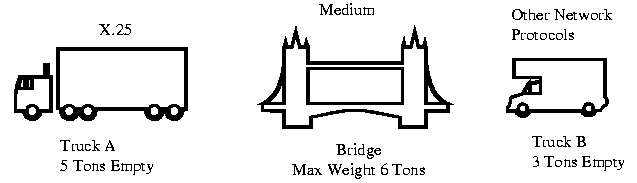 X.25
Truck A
5 Tons Empty
Medium
Bridge
Max Weight 6 Tons
Other Network
Protocols
Truck B
3 Tons Empty